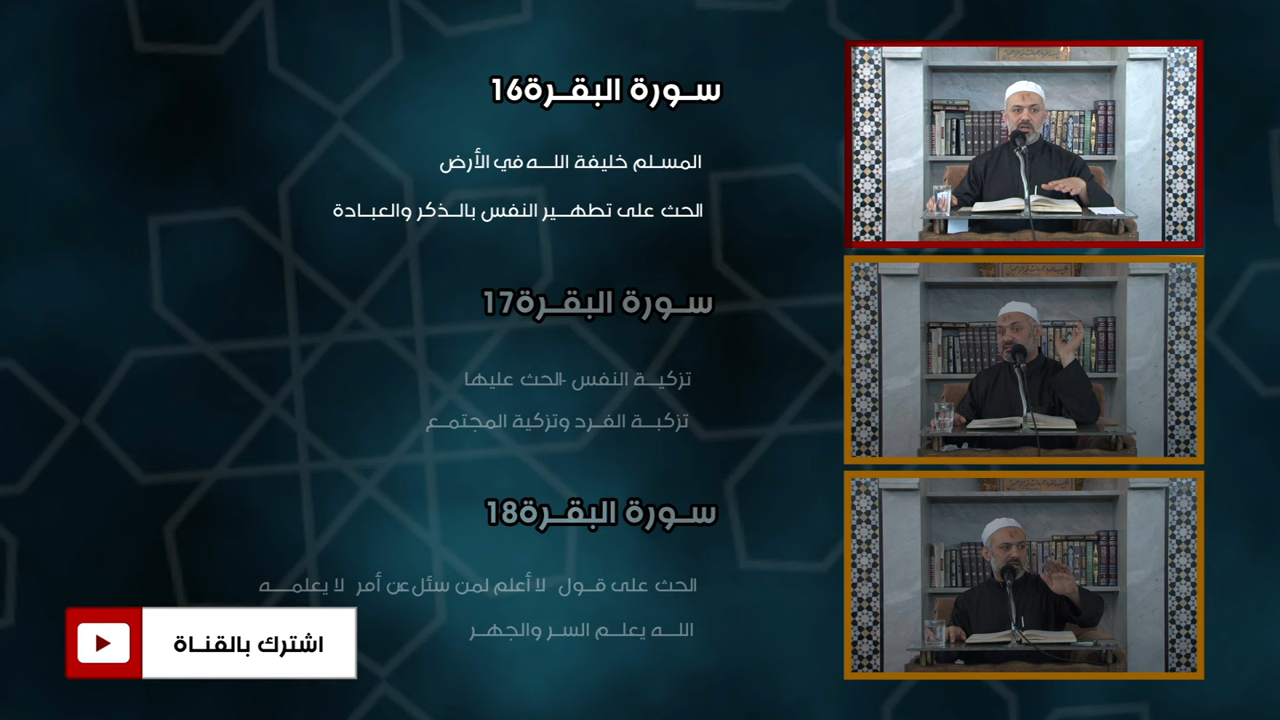 سورة البقرة16
المسلم خليفة الله في الأرض
الحث على تطهير النفس بالذكر والعبادة
سورة البقرة17
تزكية النفس -الحث عليها
تزكية الفرد وتزكية المجتمع
سورة البقرة18
الحث على قول لا أعلم لمن سئل عن أمر لا يعلمه
الله يعلم السر والجهر
اشترك بالقناة